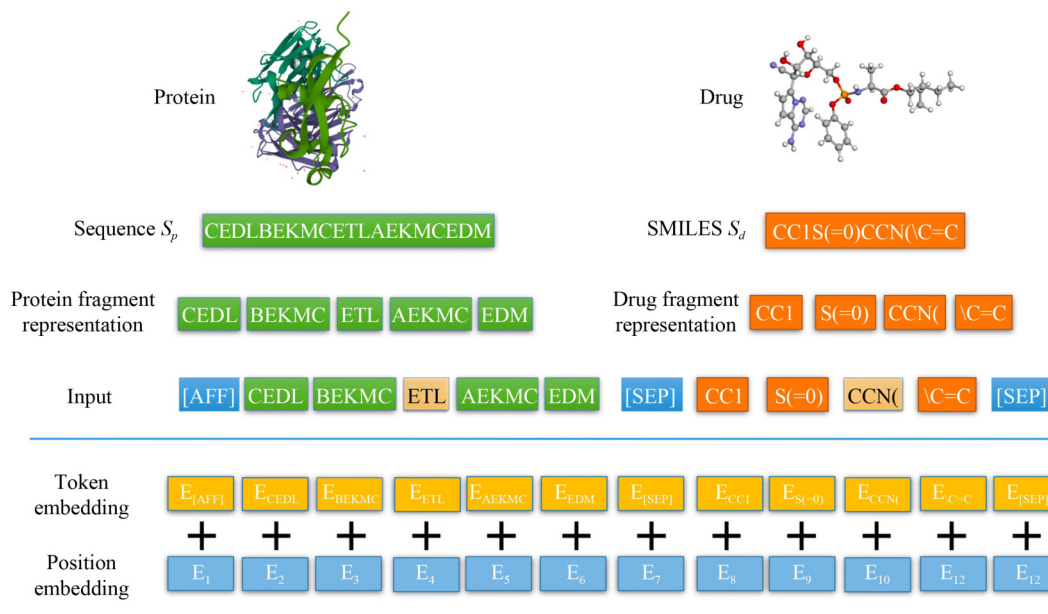 Protein
Drug
Sequence Sp CEDLBEKMCETLAEKMCEDM
SMILES Sd CC1S(=0)CCN(\C=C
Protein fragment
representation
CEDL BEKMC ETL AEKMC EDM
Drug fragment
representation
CC1 S(=0) CCN( \C=C
Input [AFF] CEDL BEKMC ETL AEKMC EDM [SEP] CC1 S(=0) CCN( \C=C [SEP]
Token
embedding
E[AFF] ECEDL EBEKMC EETL EAEKMC EEDM E[SEP] ECC1 ES(=0) ECCN( E\C=C E[SEP]
+ + + + + + + + + + + +
Position
embedding
E1 E2 E3 E4 E5 E6 E7 E8 E9 E10 E12 E12